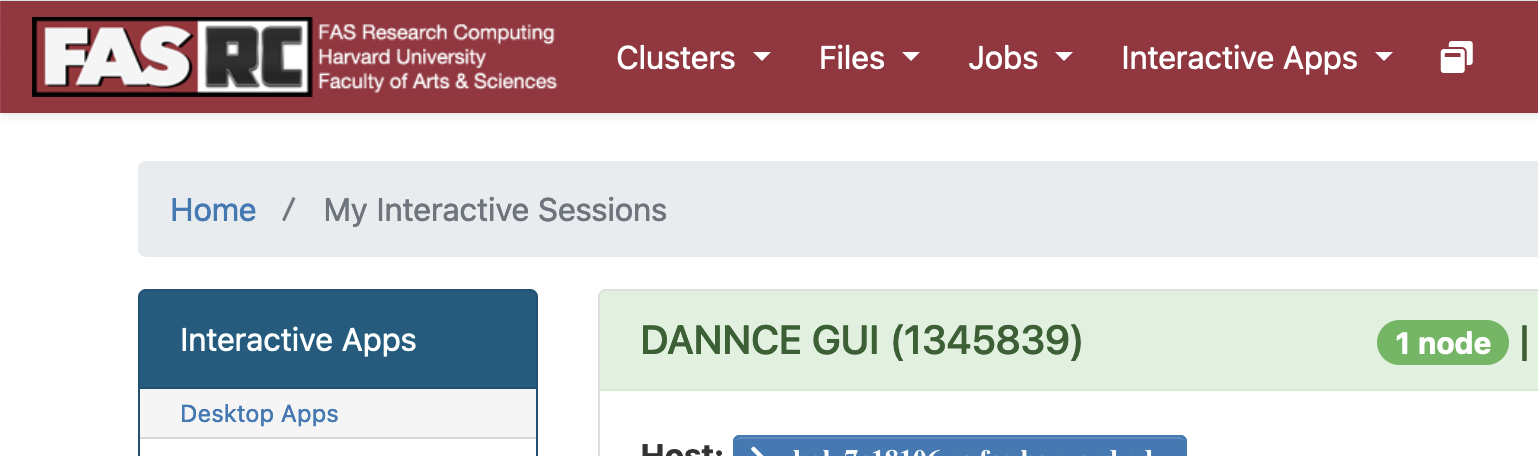 FAS RC
FAS Research Computing
Harvard University
Faculty of Arts & Sciences
Clusters
Files
Jobs
Interactive Apps
Home / My Interactive Sessions
Interactive Apps
Desktop Apps
DANNCE GUI (1345839)
1 node |
Host: